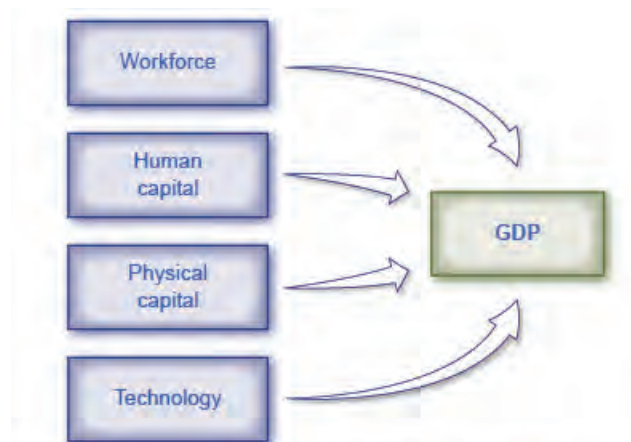 Workforce
Human
capital
GDP
Physical
capital
Technology